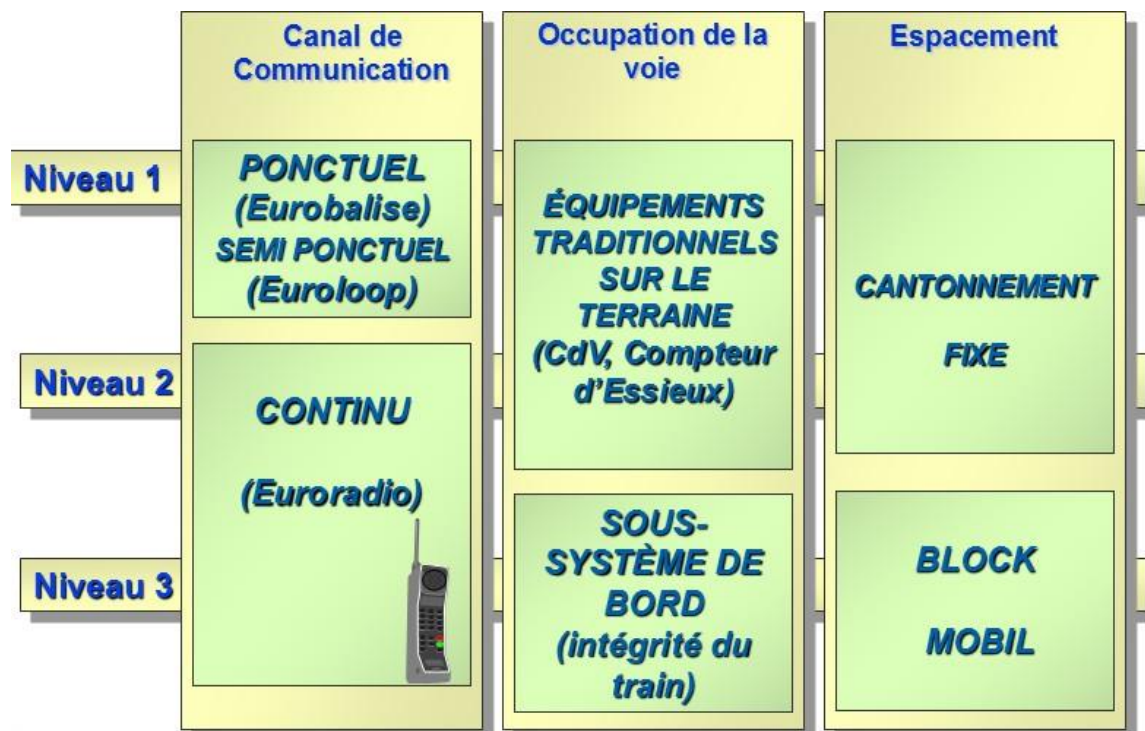 Canal de
Communication
Occupation de la
voie
Espacement
Niveau 1
PONCTUEL
(Eurobalise)
SEMI PONCTUEL
(Euroloop)
ÉQUIPEMENTS
TRADITIONNELS
SUR LE
TERRAINE
(CdV, Compteur
d'Essieux)
CANTONNEMENT
FIXE
Niveau 2
CONTINU
(Euroradio)
Niveau 3
SOUS-
SYSTÈME DE
BORD
(intégrité du
train)
BLOCK
MOBIL